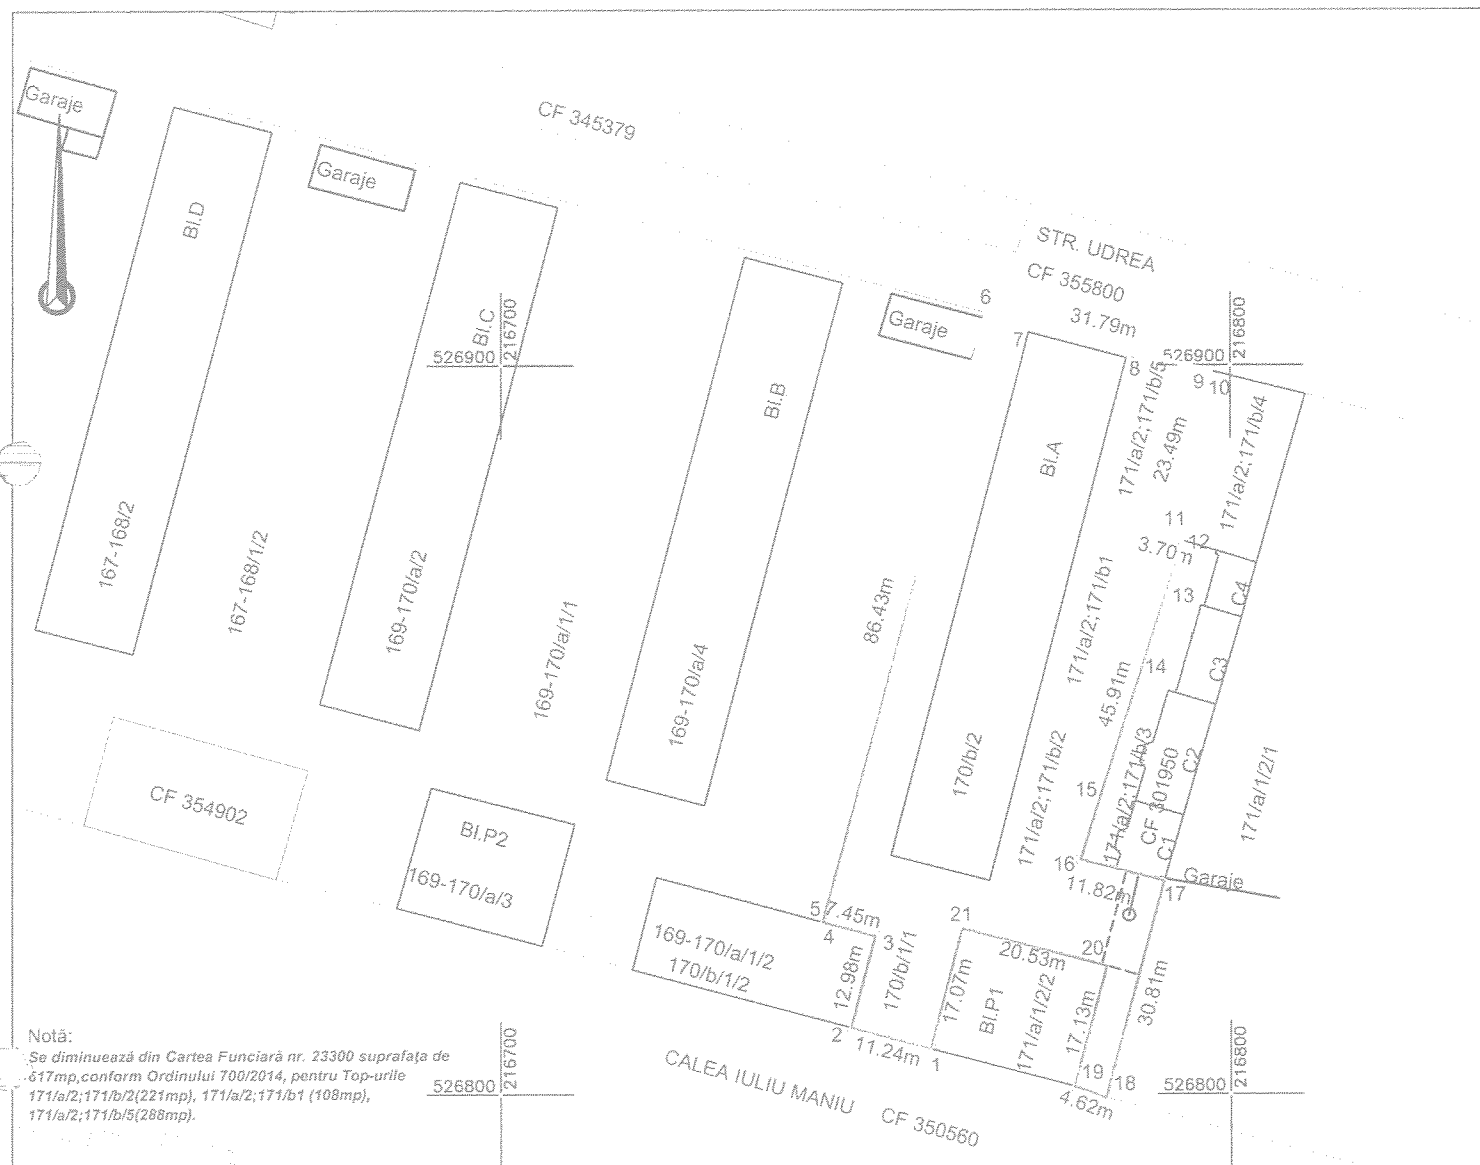 Garaje
CF 345379
Garaje
Bl.D
STR. UDREA
CF 355800
31.79m
6
Garaje
7
8
Bl.C
526900
216700
526900
216800
9
10
Bl.B
Bl.A
171/a/2;171/b/5
23.49m
171/a/2;171/b/4
11
12
3.70m
13
C4
167-168/2
167-168/1/2
169-170/a/2
169-170/a/1/1
169-170/a/4
86.43m
171/a/2;171/b1
14
C3
45.91m
170/b/2
171/a/2;171/b/2
171/a/2;171/b/3
CF 301950
C2
171/a/1/2/1
15
C1
16
11.82m
17
Garaje
CF 354902
Bl.P2
169-170/a/3
5
7.45m
4
3
21
20
20.53m
169-170/a/1/2
170/b/1/2
12.98m
170/b/1/1
17.07m
Bl.P1
171/a/1/2/2
17.13m
30.81m
2
11.24m
1
19
18
4.62m
CALEA IULIU MANIU CF 350560
526800
216700
526800
216800
Notă:
Se diminuează din Cartea Funciară nr. 23300 suprafaţa de
617mp,conform Ordinului 700/2014, pentru Top-urile
171/a/2;171/b/2(221mp), 171/a/2;171/b1 (108mp),
171/a/2;171/b/5(288mp).